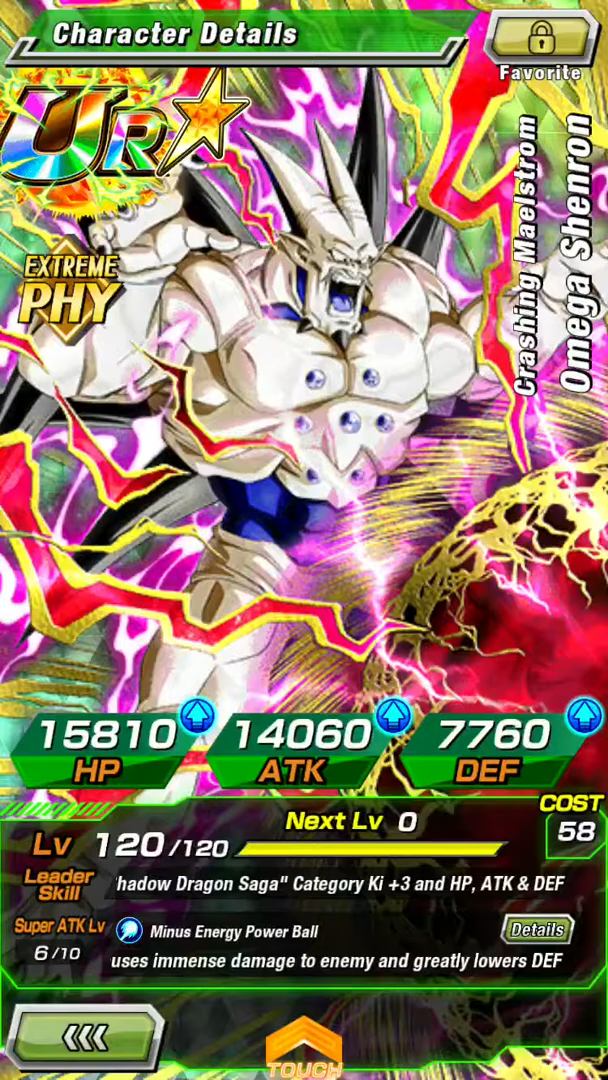 Character Details
Favorite
UR
EXTREME
PHY
Crashing Maelstrom
Omega Shenron
15810
HP
14060
ATK
7760
DEF
COST
58
Next Lv 0
Lv 120/120
Leader
Skill
hadow Dragon Saga" Category Ki +3 and HP, ATK & DEF
Super ATK Lv
6/10
Minus Energy Power Ball
Details
uses immense damage to enemy and greatly lowers DEF
TOUCH